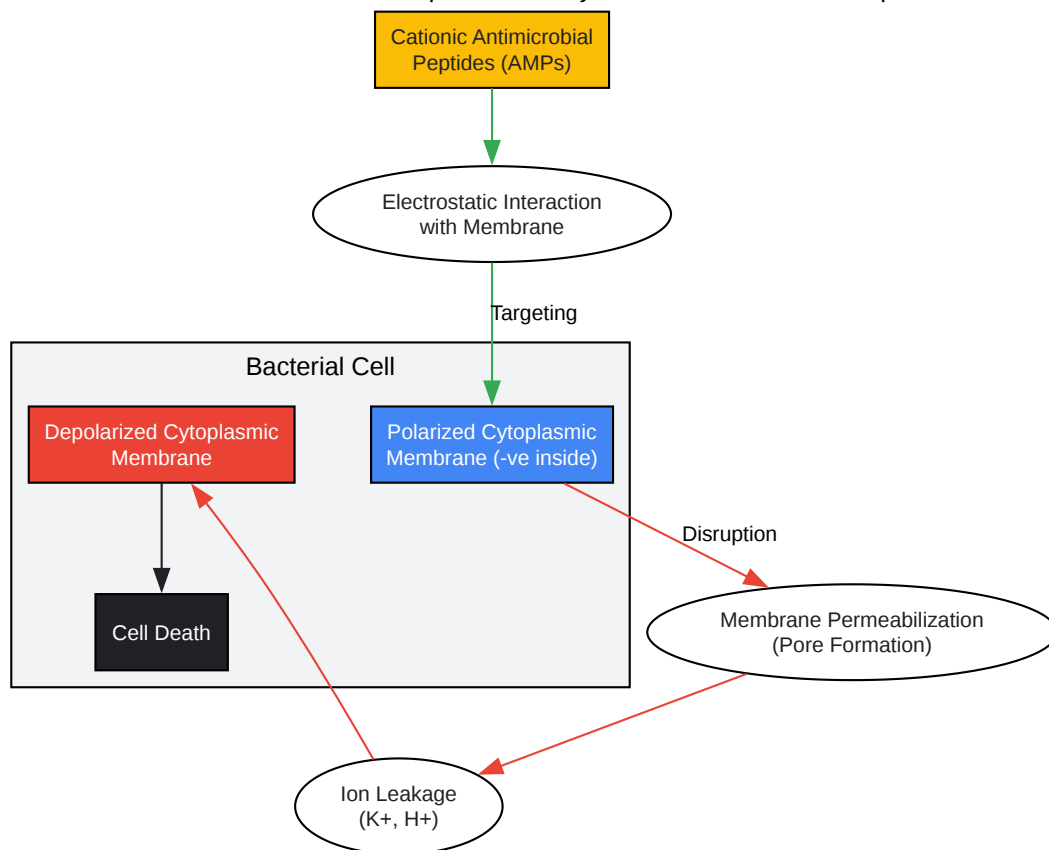 Cationic Antimicrobial
Peptides (AMPs)
Electrostatic Interaction
with Membrane
Targeting
Bacterial Cell
Depolarized Cytoplasmic
Membrane
Polarized Cytoplasmic
Membrane (-ve inside)
Disruption
Cell Death
Membrane Permeabilization
(Pore Formation)
Ion Leakage
(K+, H+)